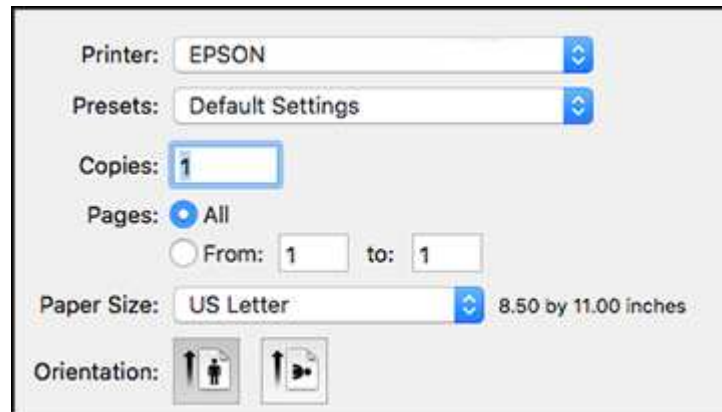 Printer: EPSON
Presets: Default Settings
Copies: 1
Pages: All
From: 1 to: 1
Paper Size: US Letter 8.50 by 11.00 inches
Orientation: